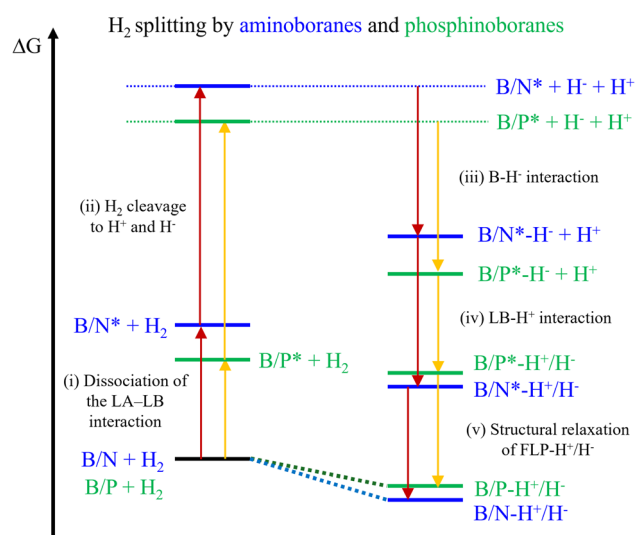 H₂ splitting by aminoboranes and phosphinoboranes
ΔG
B/N* + H⁻ + H⁺
B/P* + H⁻ + H⁺
(iii) B-H⁻ interaction
(ii) H₂ cleavage
to H⁺ and H⁻
B/N*-H⁻ + H⁺
B/P*-H⁻ + H⁺
(iv) LB-H⁺ interaction
B/N* + H₂
B/P* + H₂
B/P*-H⁺/H⁻
B/N*-H⁺/H⁻
(i) Dissociation of
the LA–LB
interaction
(v) Structural relaxation
of FLP-H⁺/H⁻
B/N + H₂
B/P + H₂
B/P-H⁺/H⁻
B/N-H⁺/H⁻